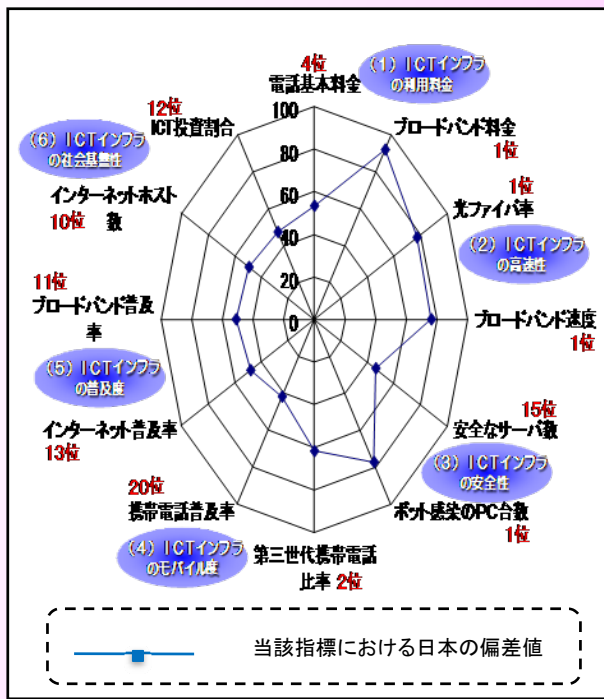 4位
電話基本料金
(1) ICTインフラ
の利用料金
ブロードバンド料金
1位
1位
光ファイバ率
(2) ICTインフラ
の高速性
ブロードバンド速度
1位
15位
安全なサーバ数
(3) ICTインフラ
の安全性
ボット感染のPC台数
1位
第三世代携帯電話
比率 2位
20位
携帯電話普及率
(4) ICTインフラ
のモバイル度
インターネット普及率
13位
(5) ICTインフラ
の普及度
11位
ブロードバンド普及
率
インターネットホスト
数
10位
(6) ICTインフラ
の社会基盤性
12位
ICT投資割合
100
80
60
40
20
0
当該指標における日本の偏差値